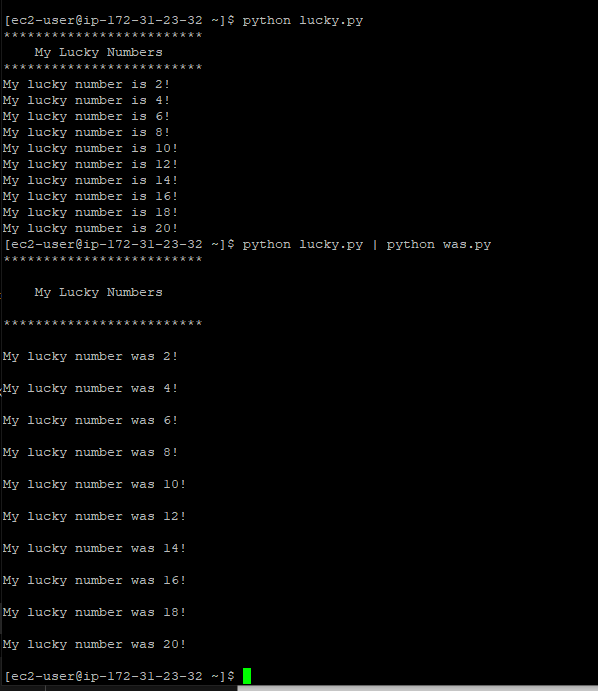 [ec2-user@ip-172-31-23-32 ~]$ python lucky.py
*************************
    My Lucky Numbers
*************************
My lucky number is 2!
My lucky number is 4!
My lucky number is 6!
My lucky number is 8!
My lucky number is 10!
My lucky number is 12!
My lucky number is 14!
My lucky number is 16!
My lucky number is 18!
My lucky number is 20!
[ec2-user@ip-172-31-23-32 ~]$ python lucky.py | python was.py
*************************
    My Lucky Numbers
*************************
My lucky number was 2!
My lucky number was 4!
My lucky number was 6!
My lucky number was 8!
My lucky number was 10!
My lucky number was 12!
My lucky number was 14!
My lucky number was 16!
My lucky number was 18!
My lucky number was 20!
[ec2-user@ip-172-31-23-32 ~]$